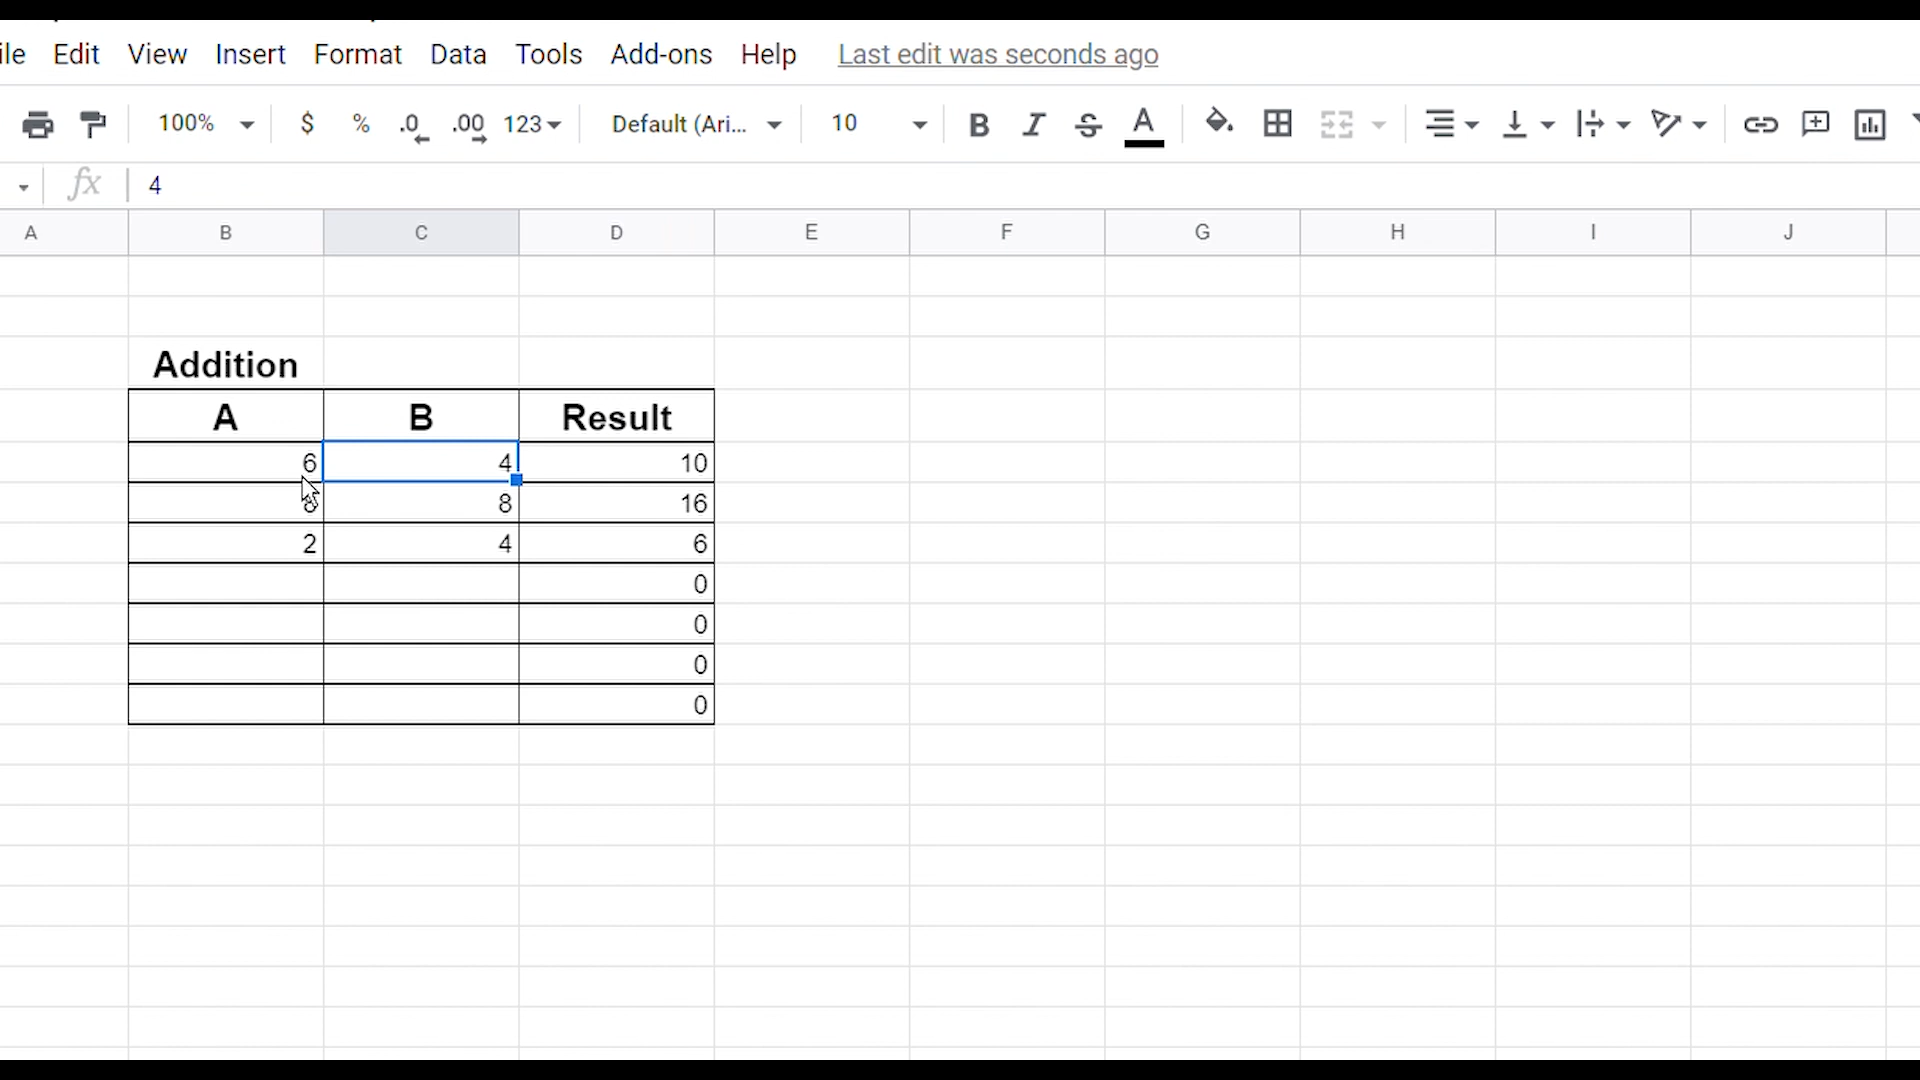 ile Edit View Insert Format Data Tools Add-ons Help Last edit was seconds ago
100% $ % .0 .00 123 Default (Ari... 10 B I S A
fx 4
A B C D E F G H I J
Addition
A B Result
6 4 10
8 8 16
2 4 6
0
0
0
0